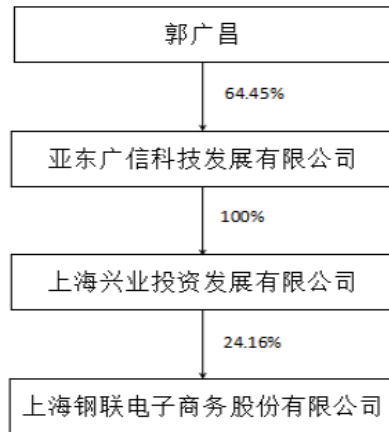 郭广昌
64.45%
亚东广信科技发展有限公司
100%
上海兴业投资发展有限公司
24.16%
上海钢联电子商务股份有限公司